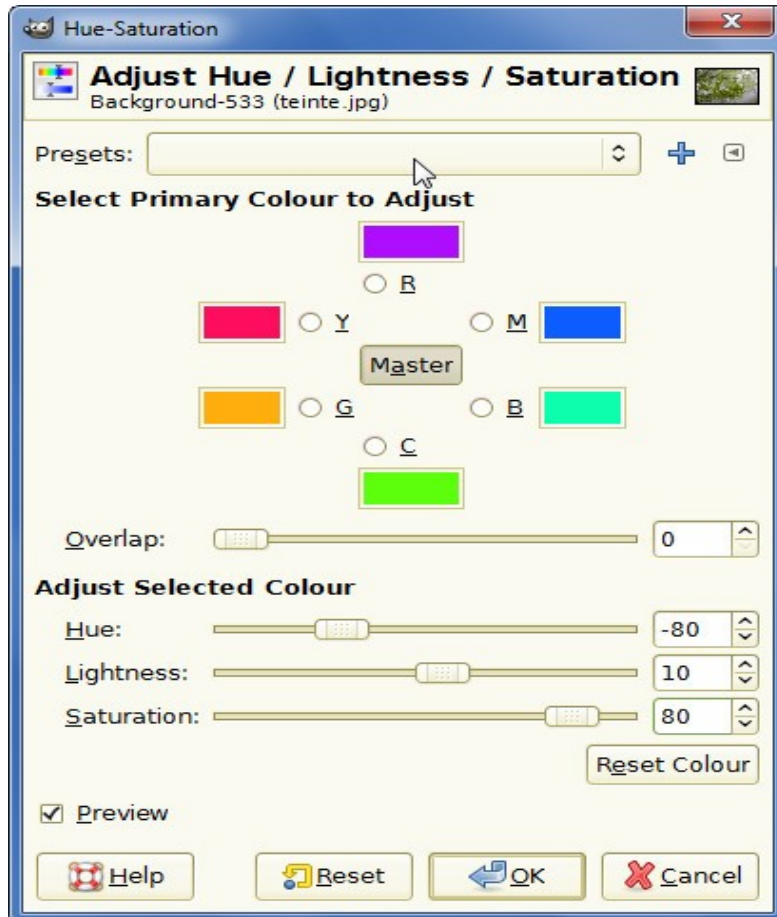 Hue-Saturation
Adjust Hue / Lightness / Saturation
Background-533 (teinte.jpg)
Presets:
Select Primary Colour to Adjust
R
Y M
Master
G B
C
Overlap: 0
Adjust Selected Colour
Hue: -80
Lightness: 10
Saturation: 80
Reset Colour
Preview
Help Reset OK Cancel